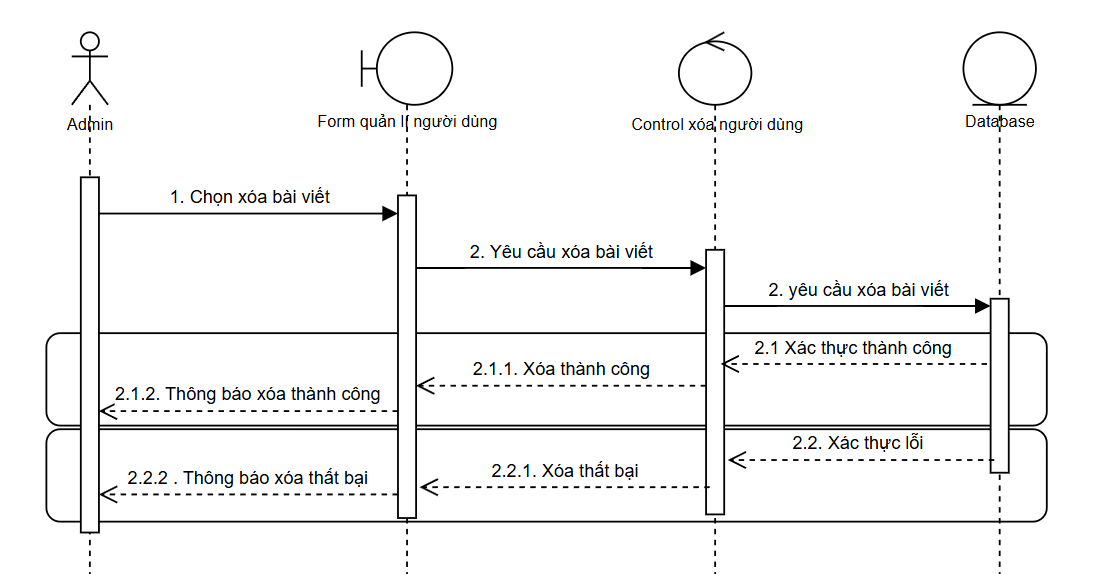 Admin
Form quản lí người dùng
Control xóa người dùng
Database
1. Chọn xóa bài viết
2. Yêu cầu xóa bài viết
2. yêu cầu xóa bài viết
2.1 Xác thực thành công
2.1.1. Xóa thành công
2.1.2. Thông báo xóa thành công
2.2. Xác thực lỗi
2.2.1. Xóa thất bại
2.2.2 . Thông báo xóa thất bại